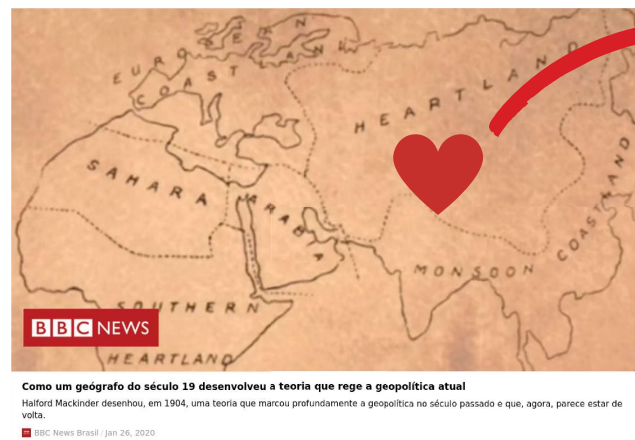 EUROPEAN
COAST LAND
HEARTLAND
SAHARA
ARABIA
MONSOON
COASTLAND
SOUTHERN
HEARTLAND
BBC NEWS
Como um geógrafo do século 19 desenvolveu a teoria que rege a geopolítica atual
Halford Mackinder desenhou, em 1904, uma teoria que marcou profundamente a geopolítica no século passado e que, agora, parece estar de
volta.
BBC News Brasil / Jan 26, 2020